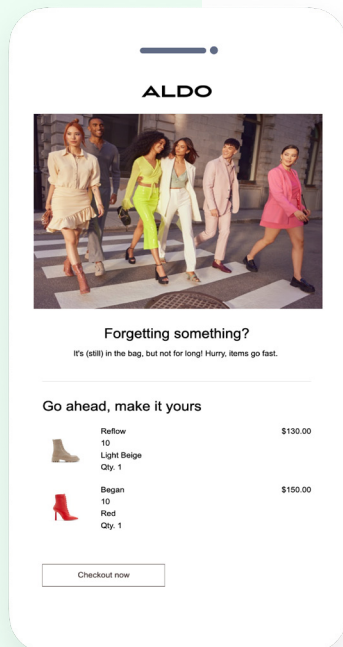 ALDO
Forgetting something?
It's (still) in the bag, but not for long! Hurry, items go fast.
Go ahead, make it yours
Reflow $130.00
10
Light Beige
Qty. 1
Began $150.00
10
Red
Qty. 1
Checkout now